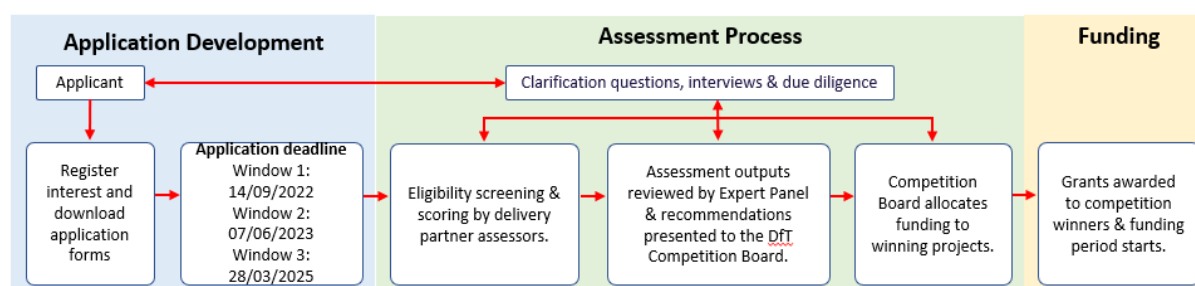 Application Development
Assessment Process
Funding
Applicant
Clarification questions, interviews & due diligence
Register
interest and
download
application
forms
Application deadline
Window 1:
14/09/2022
Window 2:
07/06/2023
Window 3:
28/03/2025
Eligibility screening &
scoring by delivery
partner assessors.
Assessment outputs
reviewed by Expert Panel
& recommendations
presented to the DfT
Competition Board.
Competition
Board allocates
funding to
winning projects.
Grants awarded
to competition
winners & funding
period starts.